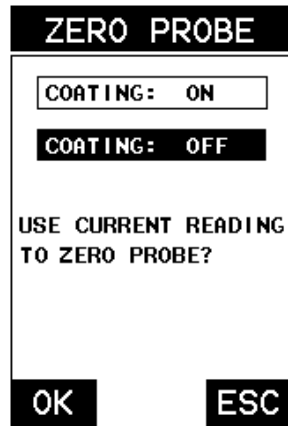 ZERO PROBE
COATING: ON
COATING: OFF
USE CURRENT READING
TO ZERO PROBE?
OK ESC